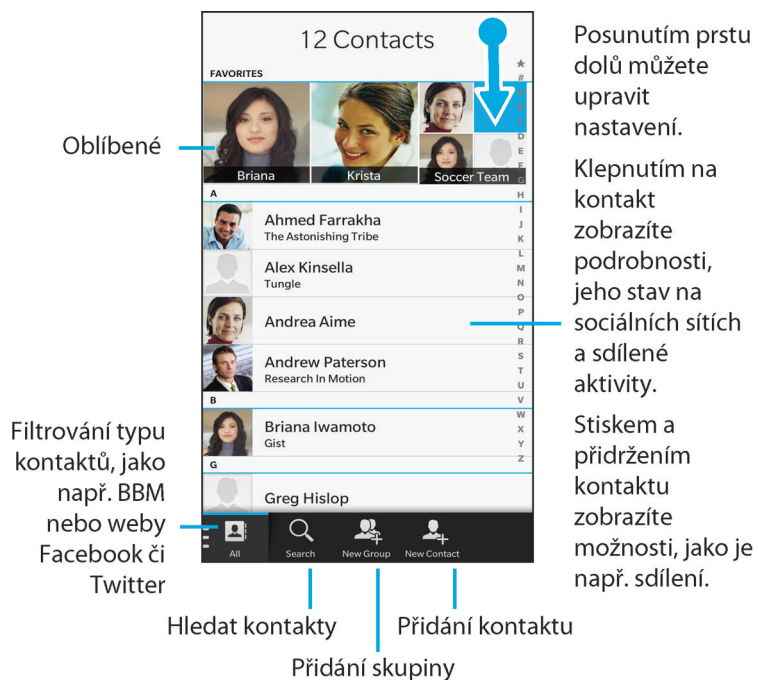 12 Contacts
FAVORITES
Briana
Krista
Soccer Team
A
Ahmed Farrakha
The Astonishing Tribe
Alex Kinsella
Tungle
Andrea Aime
Andrew Paterson
Research In Motion
B
Briana Iwamoto
Gist
G
Greg Hislop
All
Search
New Group
New Contact
#
D
E
F
G
H
I
J
K
L
M
N
O
P
Q
R
S
T
U
V
W
X
Y
Z
Oblíbené
Filtrování typu
kontaktů, jako
např. BBM
nebo weby
Facebook či
Twitter
Hledat kontakty
Přidání kontaktu
Přidání skupiny
Posunutím prstu
dolů můžete
upravit
nastavení.
Klepnutím na
kontakt
zobrazíte
podrobnosti,
jeho stav na
sociálních sítích
a sdílené
aktivity.
Stiskem a
přidržením
kontaktu
zobrazíte
možnosti, jako je
např. sdílení.